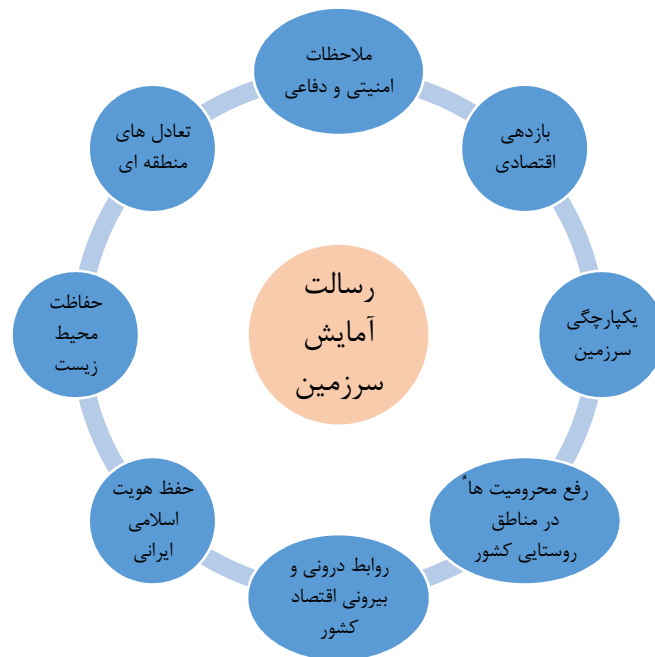 ملاحظات
امنیتی و دفاعی
بازدهی
اقتصادی
یکپارچگی
سرزمین
رفع محرومیت هاً
در مناطق
روستایی کشور
روابط درونی و
بیرونی اقتصاد
کشور
حفظ هویت
اسلامی
ایرانی
حفاظت
محیط
زیست
تعادل های
منطقه ای
رسالت
آمایش
سرزمین